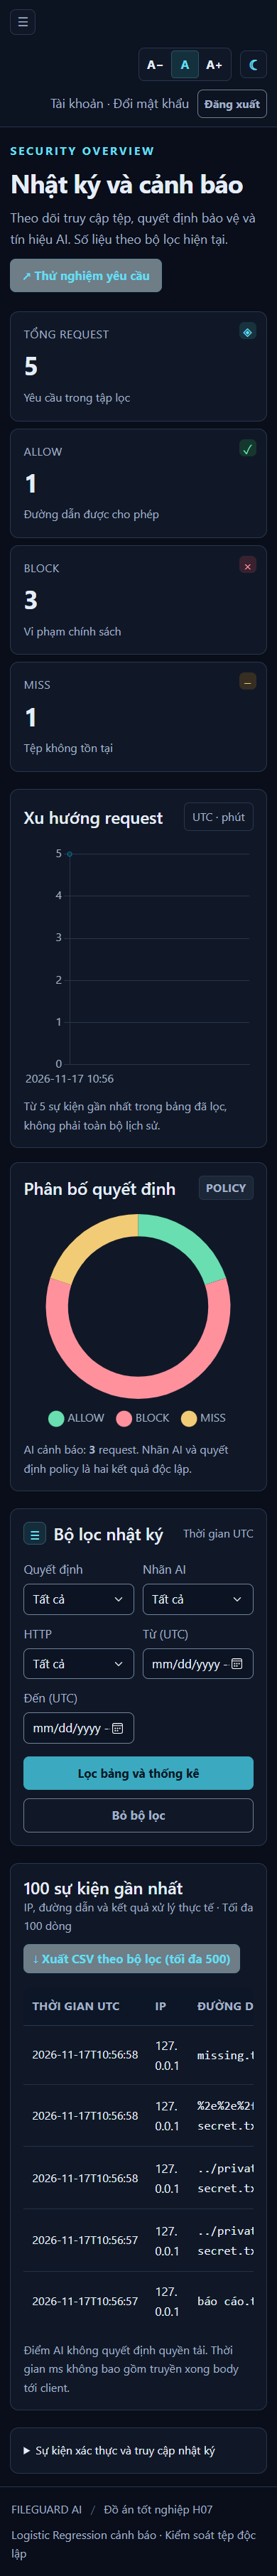 ☰
A− A A+ ☾
Tài khoản · Đổi mật khẩu Đăng xuất
SECURITY OVERVIEW
Nhật ký và cảnh báo
Theo dõi truy cập tệp, quyết định bảo vệ và
tín hiệu AI. Số liệu theo bộ lọc hiện tại.
↗ Thử nghiệm yêu cầu
TỔNG REQUEST
5
Yêu cầu trong tập lọc
ALLOW
1
Đường dẫn được cho phép
BLOCK
3
Vi phạm chính sách
MISS
1
Tệp không tồn tại
Xu hướng request UTC · phút
5
4
3
2
1
0
2026-11-17 10:56
Từ 5 sự kiện gần nhất trong bảng đã lọc,
không phải toàn bộ lịch sử.
Phân bố quyết định POLICY
ALLOW BLOCK MISS
AI cảnh báo: 3 request. Nhãn AI và quyết
định policy là hai kết quả độc lập.
☰ Bộ lọc nhật ký Thời gian UTC
Quyết định Nhãn AI
Tất cả Tất cả
HTTP Từ (UTC)
Tất cả mm/dd/yyyy -
Đến (UTC)
mm/dd/yyyy -
Lọc bảng và thống kê
Bỏ bộ lọc
100 sự kiện gần nhất
IP, đường dẫn và kết quả xử lý thực tế · Tối đa
100 dòng
↓ Xuất CSV theo bộ lọc (tối đa 500)
THỜI GIAN UTC IP ĐƯỜNG D
2026-11-17T10:56:58 127.0.0.1 missing.t
2026-11-17T10:56:58 127.0.0.1 %2e%2e%2f secret.tx
2026-11-17T10:56:58 127.0.0.1 ../privat secret.tx
2026-11-17T10:56:57 127.0.0.1 ../privat secret.tx
2026-11-17T10:56:57 127.0.0.1 báo cáo.t
Điểm AI không quyết định quyền tải. Thời
gian ms không bao gồm truyền xong body
tới client.
▶ Sự kiện xác thực và truy cập nhật ký
FILEGUARD AI / Đồ án tốt nghiệp H07
Logistic Regression cảnh báo · Kiểm soát tệp độc
lập